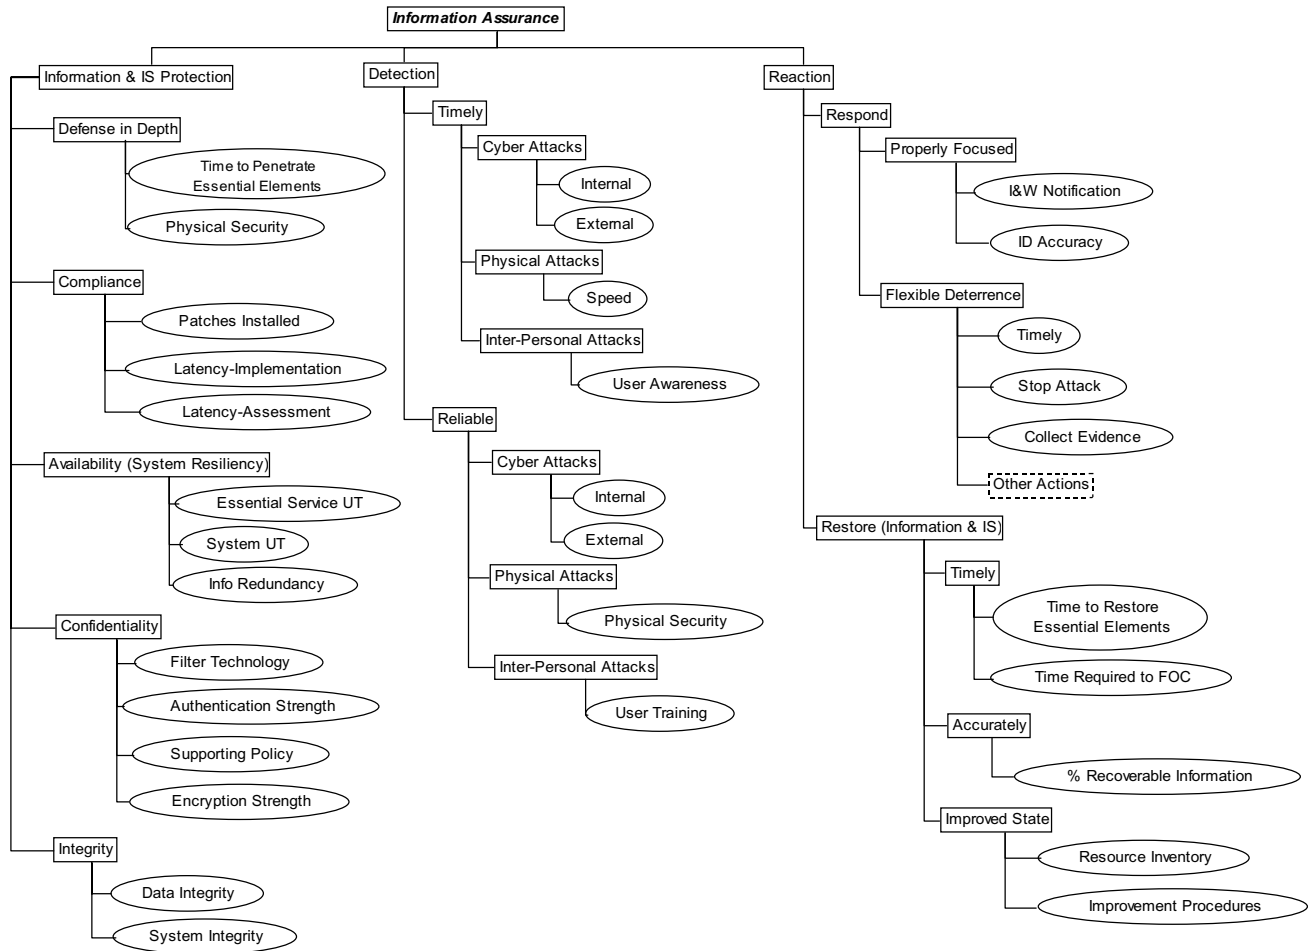 Information Assurance
Information & IS Protection
Defense in Depth
Time to Penetrate
Essential Elements
Physical Security
Compliance
Patches Installed
Latency-Implementation
Latency-Assessment
Availability (System Resiliency)
Essential Service UT
System UT
Info Redundancy
Confidentiality
Filter Technology
Authentication Strength
Supporting Policy
Encryption Strength
Integrity
Data Integrity
System Integrity
Detection
Timely
Cyber Attacks
Internal
External
Physical Attacks
Speed
Inter-Personal Attacks
User Awareness
Reliable
Cyber Attacks
Internal
External
Physical Attacks
Physical Security
Inter-Personal Attacks
User Training
Reaction
Respond
Properly Focused
I&W Notification
ID Accuracy
Flexible Deterrence
Timely
Stop Attack
Collect Evidence
Other Actions
Restore (Information & IS)
Timely
Time to Restore
Essential Elements
Time Required to FOC
Accurately
% Recoverable Information
Improved State
Resource Inventory
Improvement Procedures